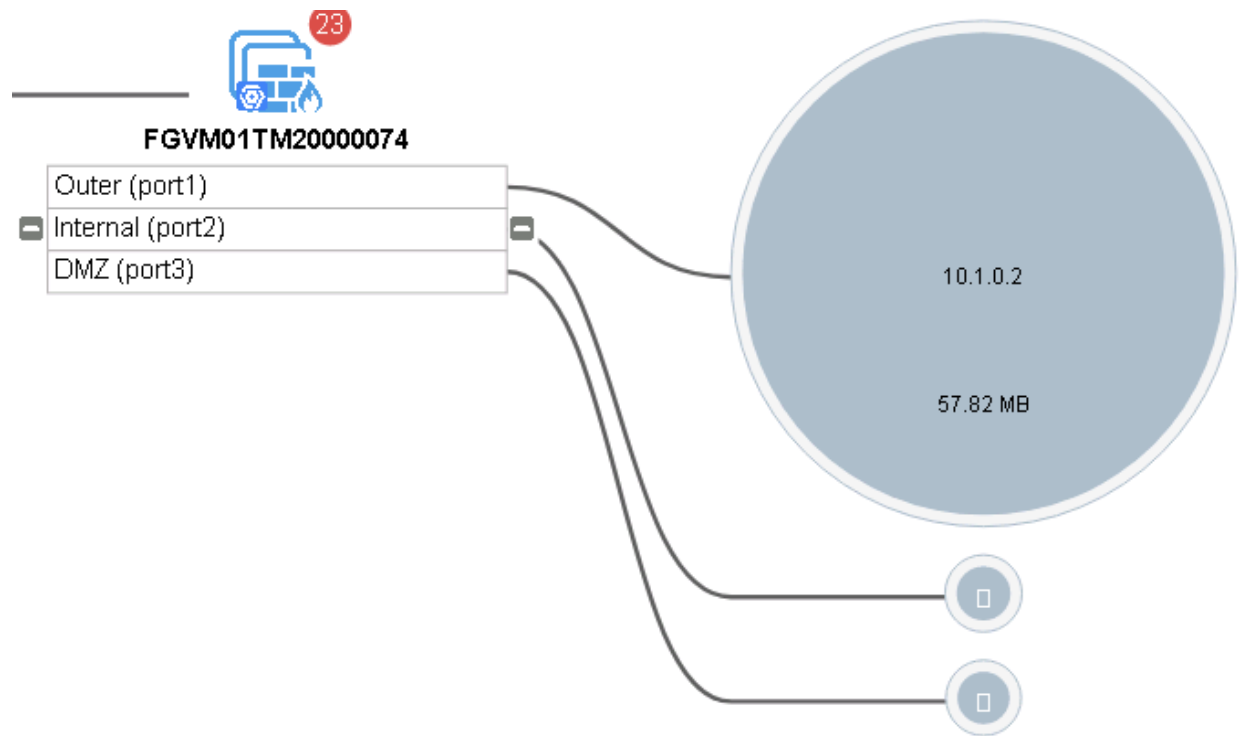 23
FGVM01TM20000074
Outer (port1)
Internal (port2)
DMZ (port3)
10.1.0.2
57.82 MB